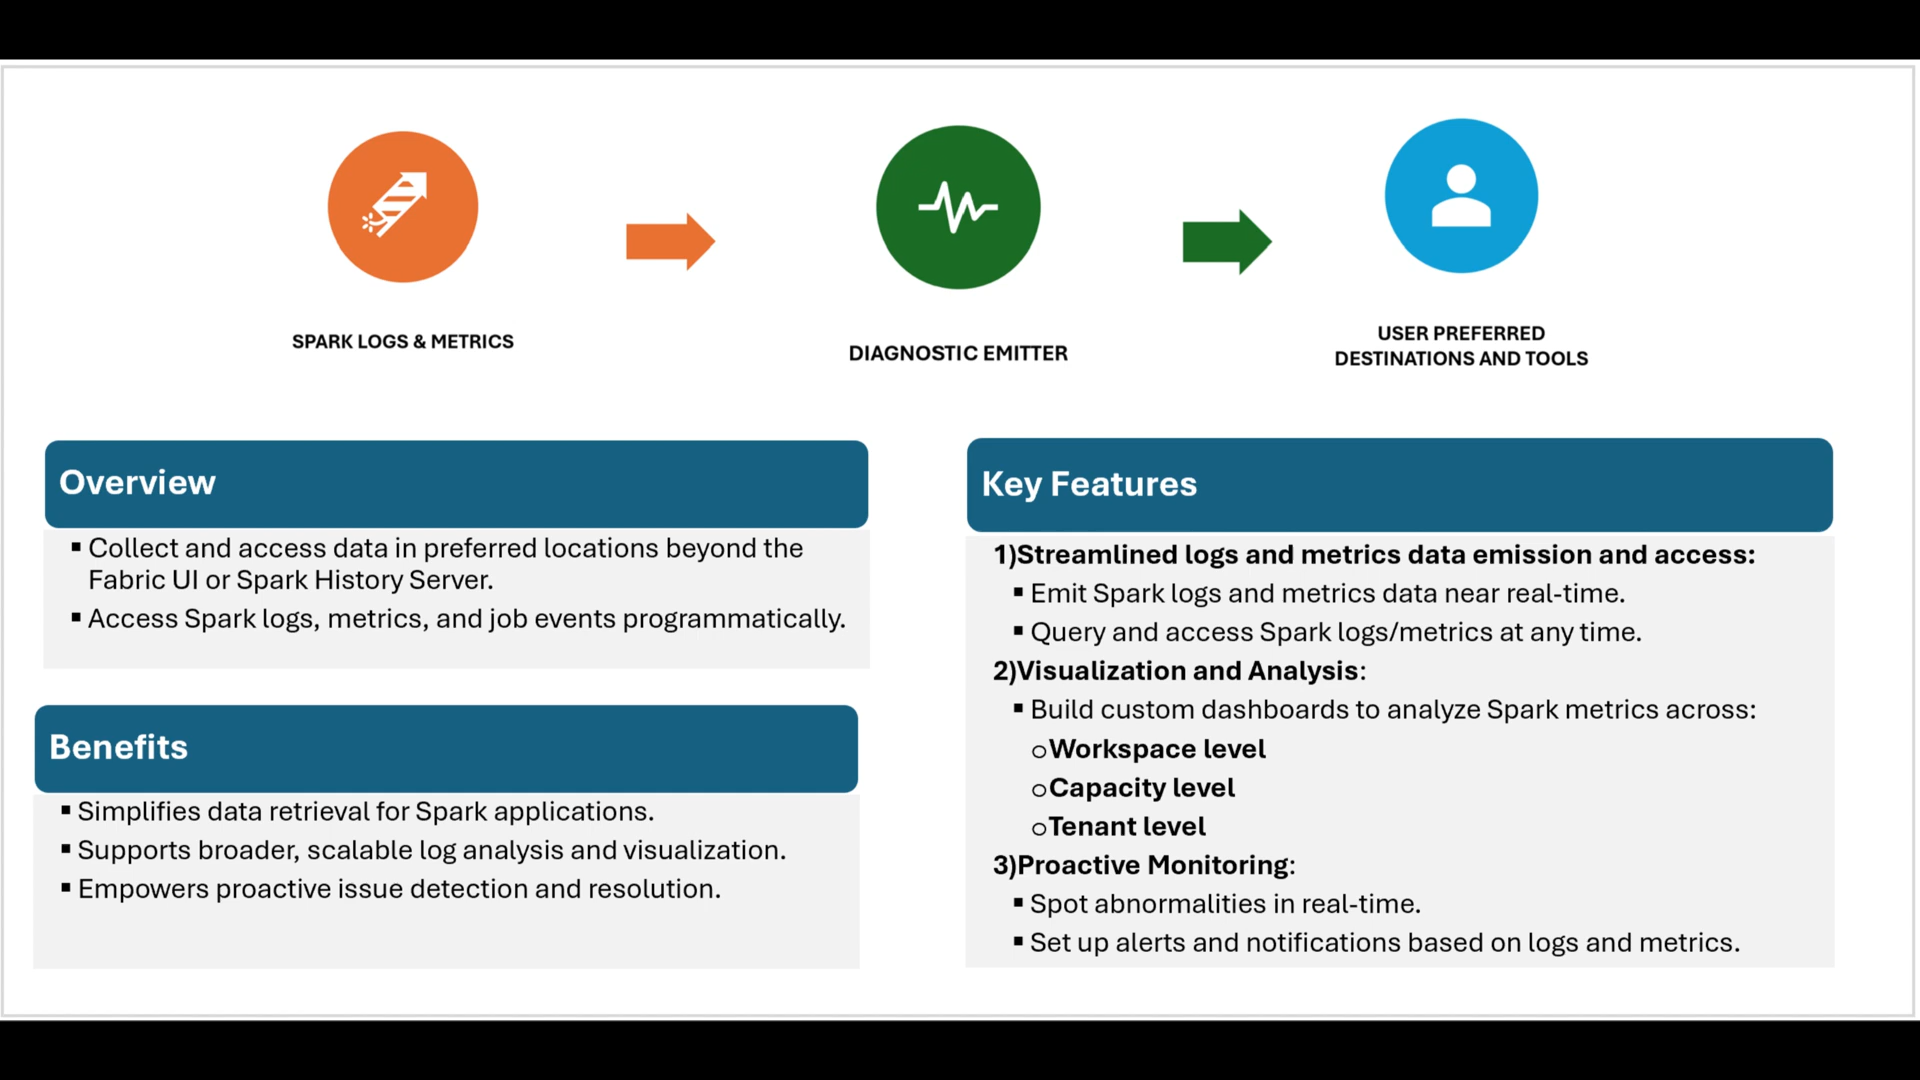 SPARK LOGS & METRICS
DIAGNOSTIC EMITTER
USER PREFERRED
DESTINATIONS AND TOOLS
Overview
▪ Collect and access data in preferred locations beyond the
Fabric UI or Spark History Server.
▪ Access Spark logs, metrics, and job events programmatically.
Benefits
▪ Simplifies data retrieval for Spark applications.
▪ Supports broader, scalable log analysis and visualization.
▪ Empowers proactive issue detection and resolution.
Key Features
1)Streamlined logs and metrics data emission and access:
▪ Emit Spark logs and metrics data near real-time.
▪ Query and access Spark logs/metrics at any time.
2)Visualization and Analysis:
▪ Build custom dashboards to analyze Spark metrics across:
oWorkspace level
oCapacity level
oTenant level
3)Proactive Monitoring:
▪ Spot abnormalities in real-time.
▪ Set up alerts and notifications based on logs and metrics.